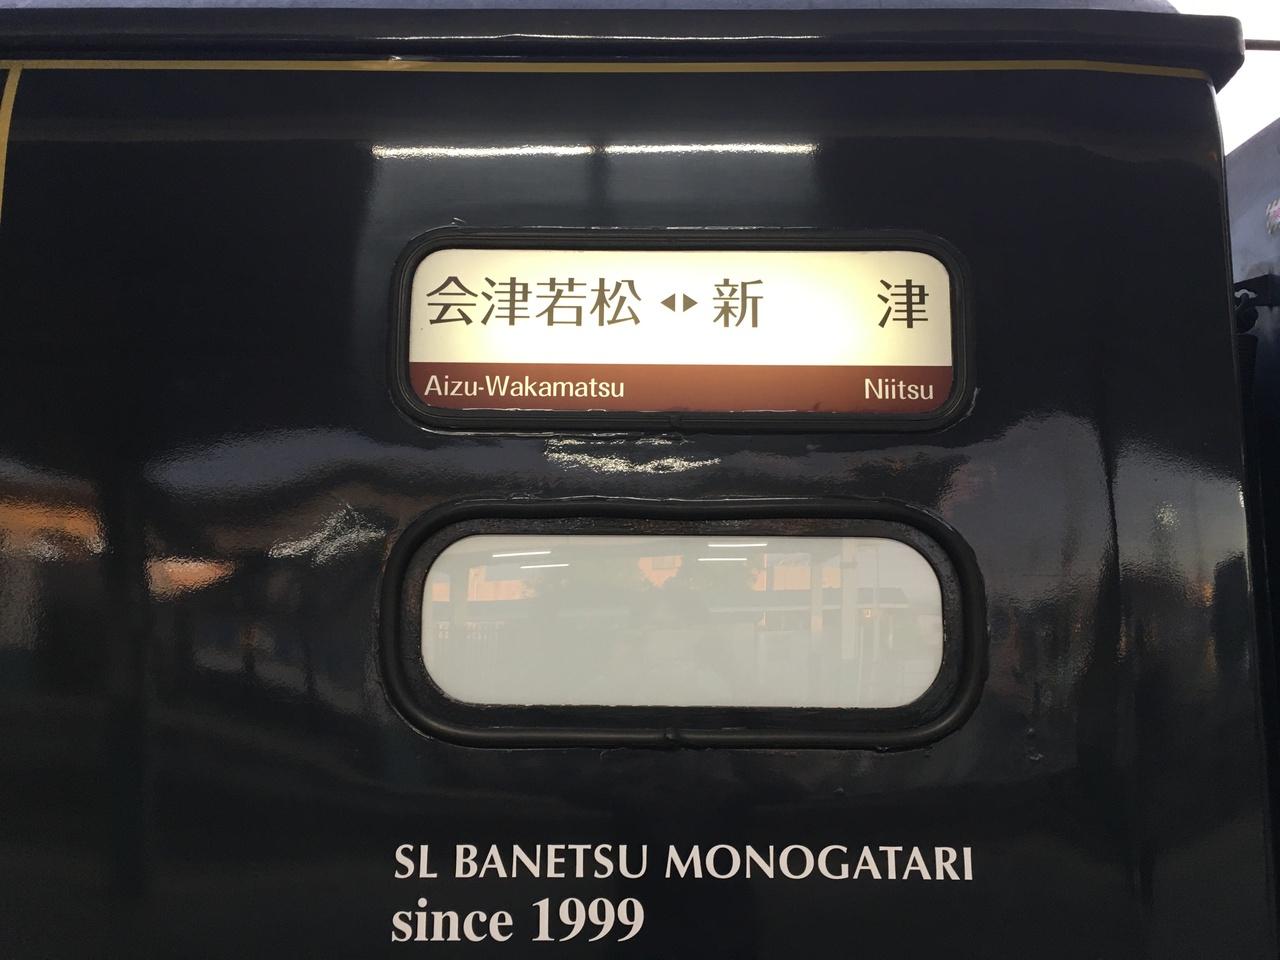 会津若松 ◂▸ 新 津
Aizu-Wakamatsu Niitsu
SL BANETSU MONOGATARI
since 1999